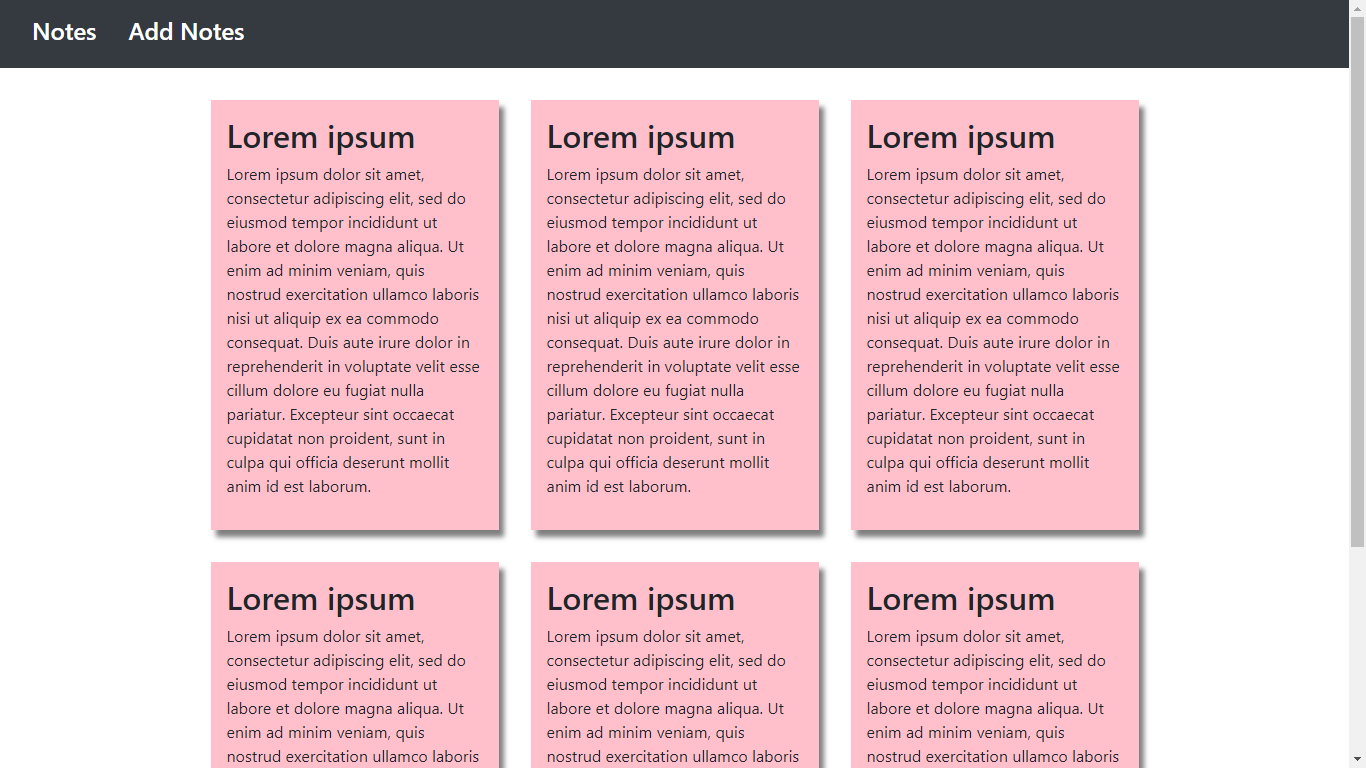 Notes Add Notes
Lorem ipsum
Lorem ipsum dolor sit amet,
consectetur adipiscing elit, sed do
eiusmod tempor incididunt ut
labore et dolore magna aliqua. Ut
enim ad minim veniam, quis
nostrud exercitation ullamco laboris
nisi ut aliquip ex ea commodo
consequat. Duis aute irure dolor in
reprehenderit in voluptate velit esse
cillum dolore eu fugiat nulla
pariatur. Excepteur sint occaecat
cupidatat non proident, sunt in
culpa qui officia deserunt mollit
anim id est laborum.
Lorem ipsum
Lorem ipsum dolor sit amet,
consectetur adipiscing elit, sed do
eiusmod tempor incididunt ut
labore et dolore magna aliqua. Ut
enim ad minim veniam, quis
nostrud exercitation ullamco laboris
nisi ut aliquip ex ea commodo
consequat. Duis aute irure dolor in
reprehenderit in voluptate velit esse
cillum dolore eu fugiat nulla
pariatur. Excepteur sint occaecat
cupidatat non proident, sunt in
culpa qui officia deserunt mollit
anim id est laborum.
Lorem ipsum
Lorem ipsum dolor sit amet,
consectetur adipiscing elit, sed do
eiusmod tempor incididunt ut
labore et dolore magna aliqua. Ut
enim ad minim veniam, quis
nostrud exercitation ullamco laboris
nisi ut aliquip ex ea commodo
consequat. Duis aute irure dolor in
reprehenderit in voluptate velit esse
cillum dolore eu fugiat nulla
pariatur. Excepteur sint occaecat
cupidatat non proident, sunt in
culpa qui officia deserunt mollit
anim id est laborum.
Lorem ipsum
Lorem ipsum dolor sit amet,
consectetur adipiscing elit, sed do
eiusmod tempor incididunt ut
labore et dolore magna aliqua. Ut
enim ad minim veniam, quis
nostrud exercitation ullamco laboris
Lorem ipsum
Lorem ipsum dolor sit amet,
consectetur adipiscing elit, sed do
eiusmod tempor incididunt ut
labore et dolore magna aliqua. Ut
enim ad minim veniam, quis
nostrud exercitation ullamco laboris
Lorem ipsum
Lorem ipsum dolor sit amet,
consectetur adipiscing elit, sed do
eiusmod tempor incididunt ut
labore et dolore magna aliqua. Ut
enim ad minim veniam, quis
nostrud exercitation ullamco laboris